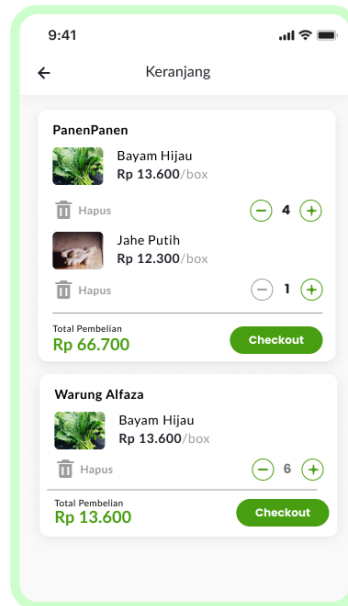 9:41
Keranjang
PanenPanen
Bayam Hijau
Rp 13.600/box
Hapus
4
Jahe Putih
Rp 12.300/box
Hapus
1
Total Pembelian
Rp 66.700
Checkout
Warung Alfaza
Bayam Hijau
Rp 13.600/box
Hapus
6
Total Pembelian
Rp 13.600
Checkout